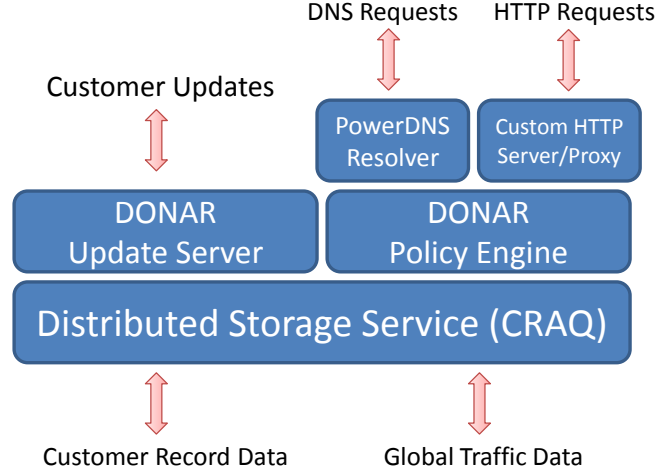 DNS Requests
HTTP Requests
Customer Updates
PowerDNS
Resolver
Custom HTTP
Server/Proxy
DONAR
Update Server
DONAR
Policy Engine
Distributed Storage Service (CRAQ)
Customer Record Data
Global Traffic Data